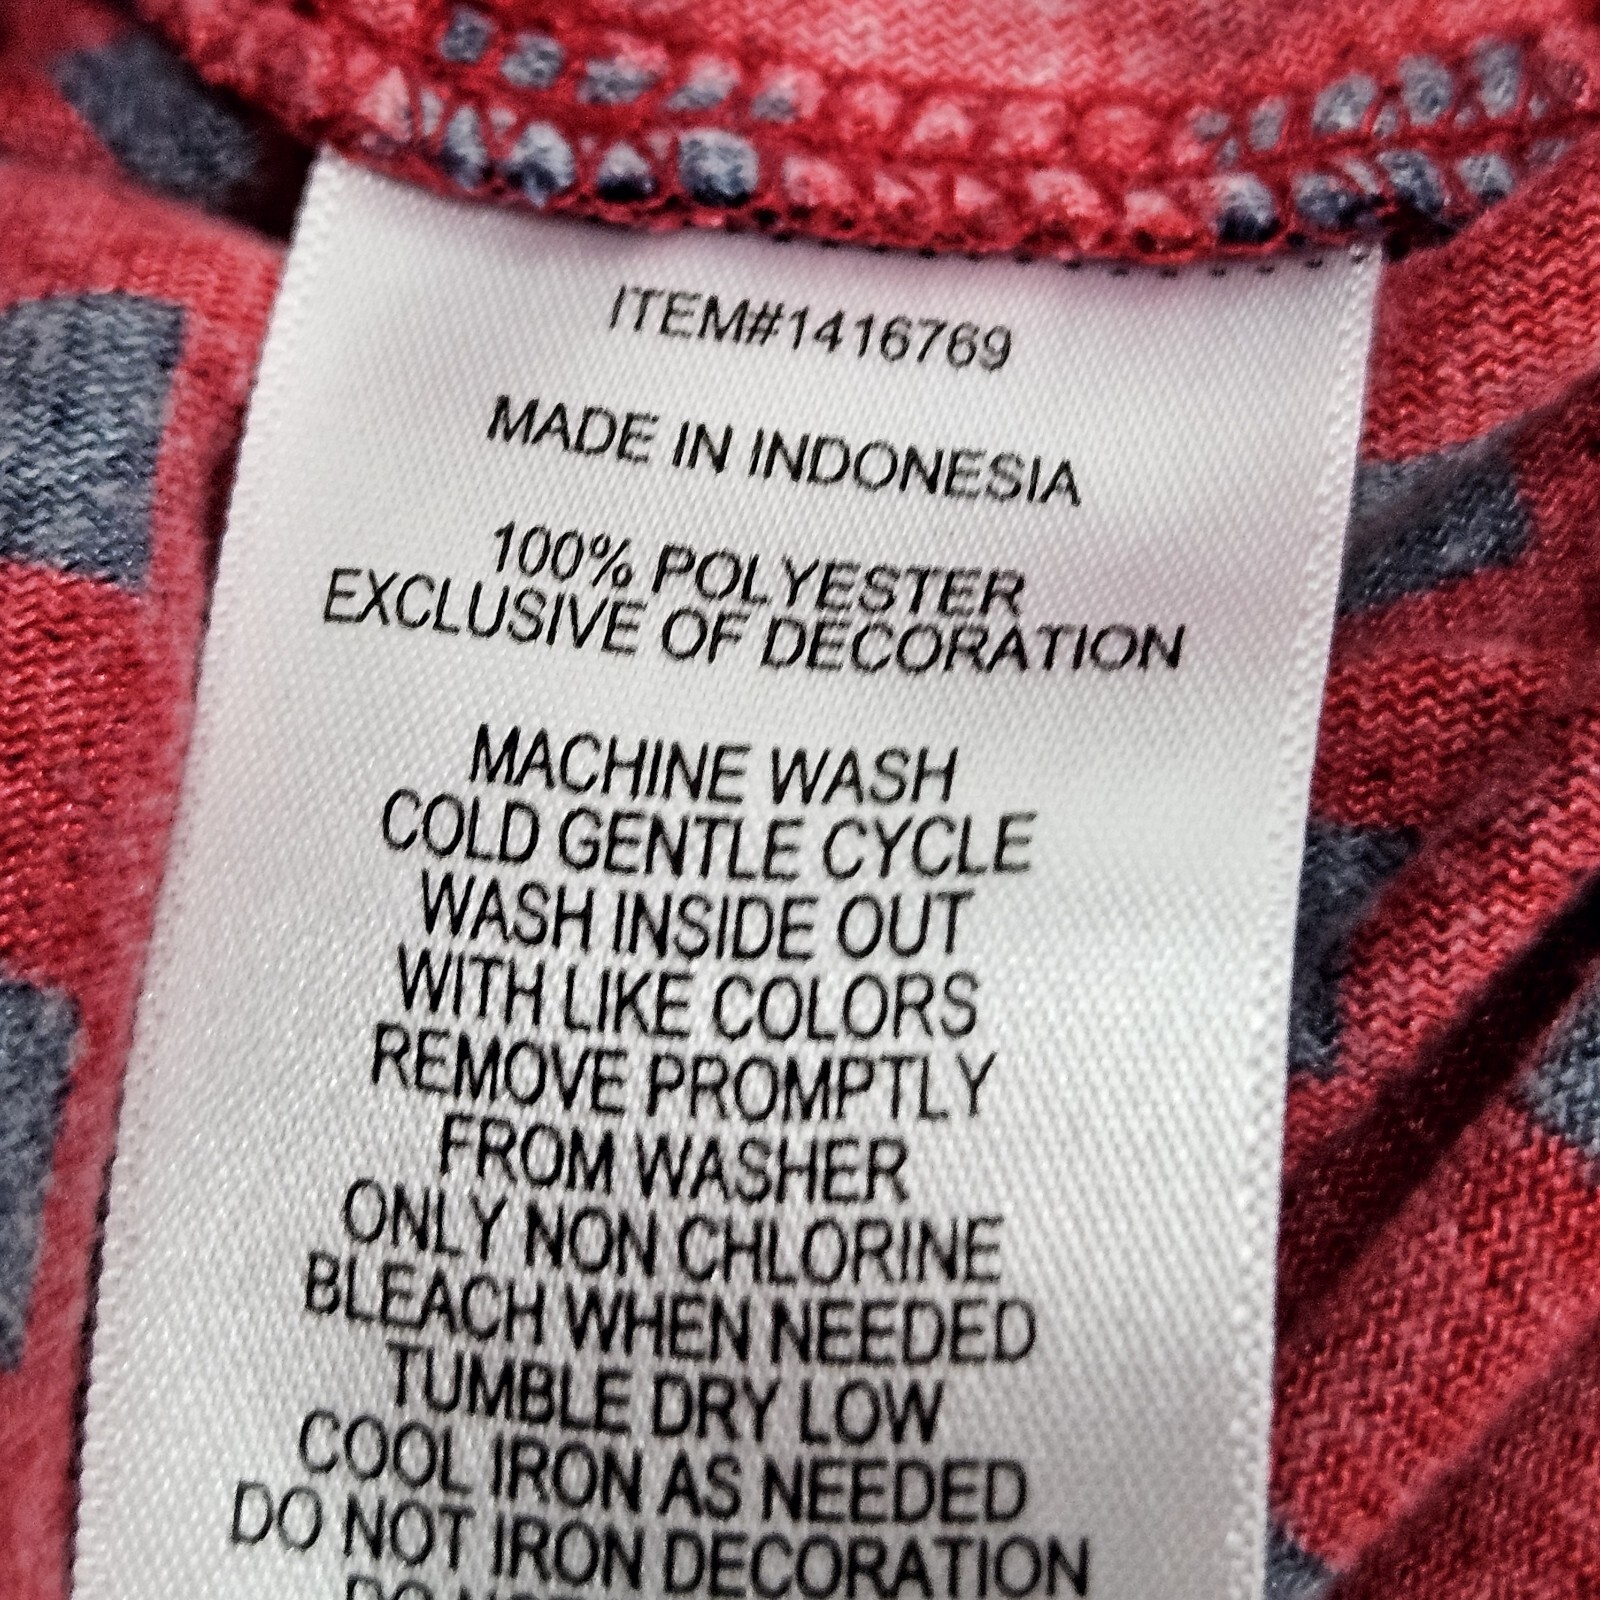 ITEM#1416769
MADE IN INDONESIA
100% POLYESTER
EXCLUSIVE OF DECORATION
MACHINE WASH
COLD GENTLE CYCLE
WASH INSIDE OUT
WITH LIKE COLORS
REMOVE PROMPTLY
FROM WASHER
ONLY NON CHLORINE
BLEACH WHEN NEEDED
TUMBLE DRY LOW
COOL IRON AS NEEDED
DO NOT IRON DECORATION
DO NOT